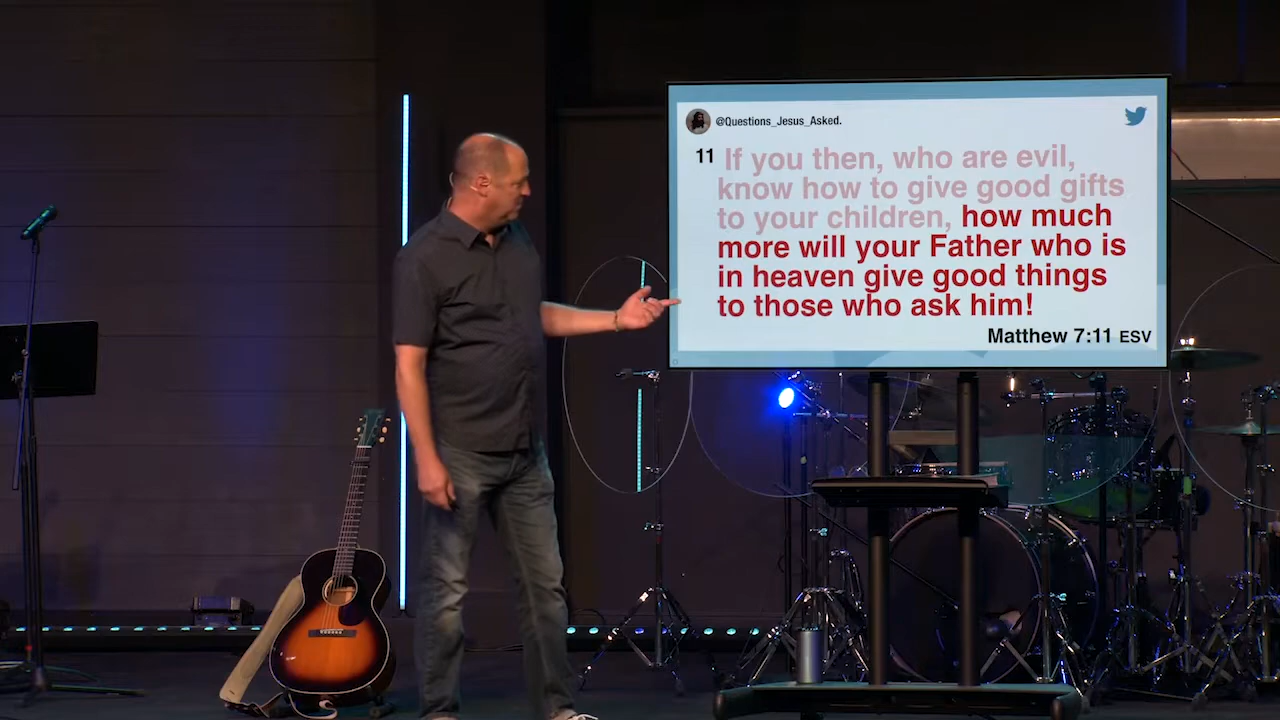 @Questions_Jesus_Asked.
11 If you then, who are evil,
know how to give good gifts
to your children, how much
more will your Father who is
in heaven give good things
to those who ask him!
Matthew 7:11 ESV